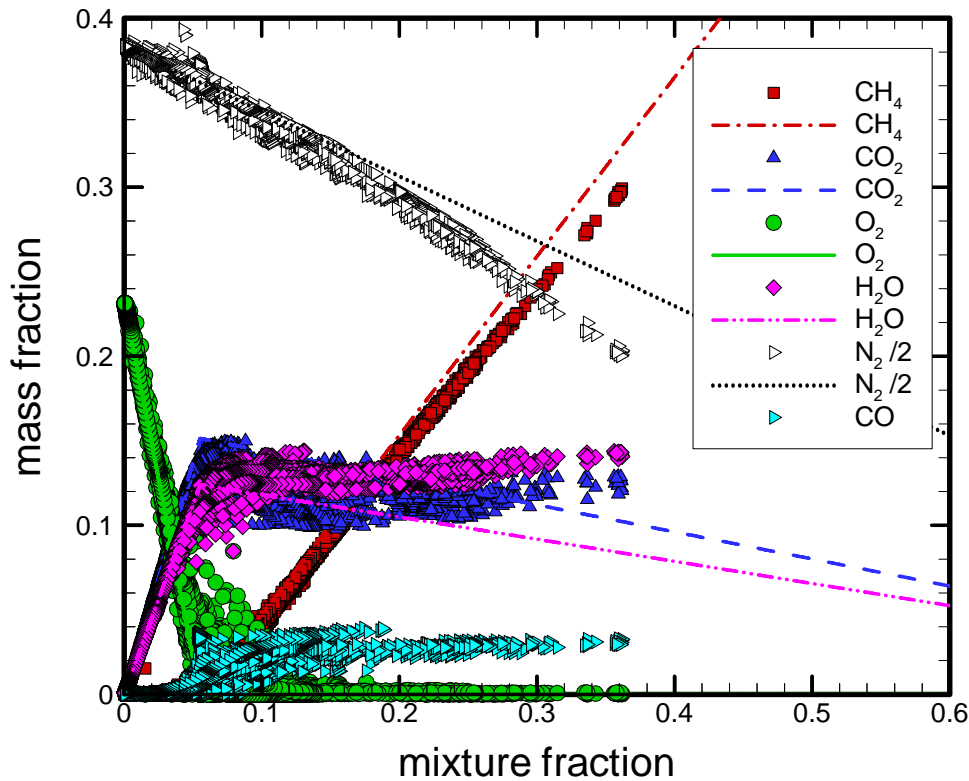 0.4
0.3
0.2
0.1
0
mass fraction
0
0.1
0.2
0.3
0.4
0.5
0.6
mixture fraction
CH₄
CH₄
CO₂
CO₂
O₂
O₂
H₂O
H₂O
N₂/2
N₂/2
CO